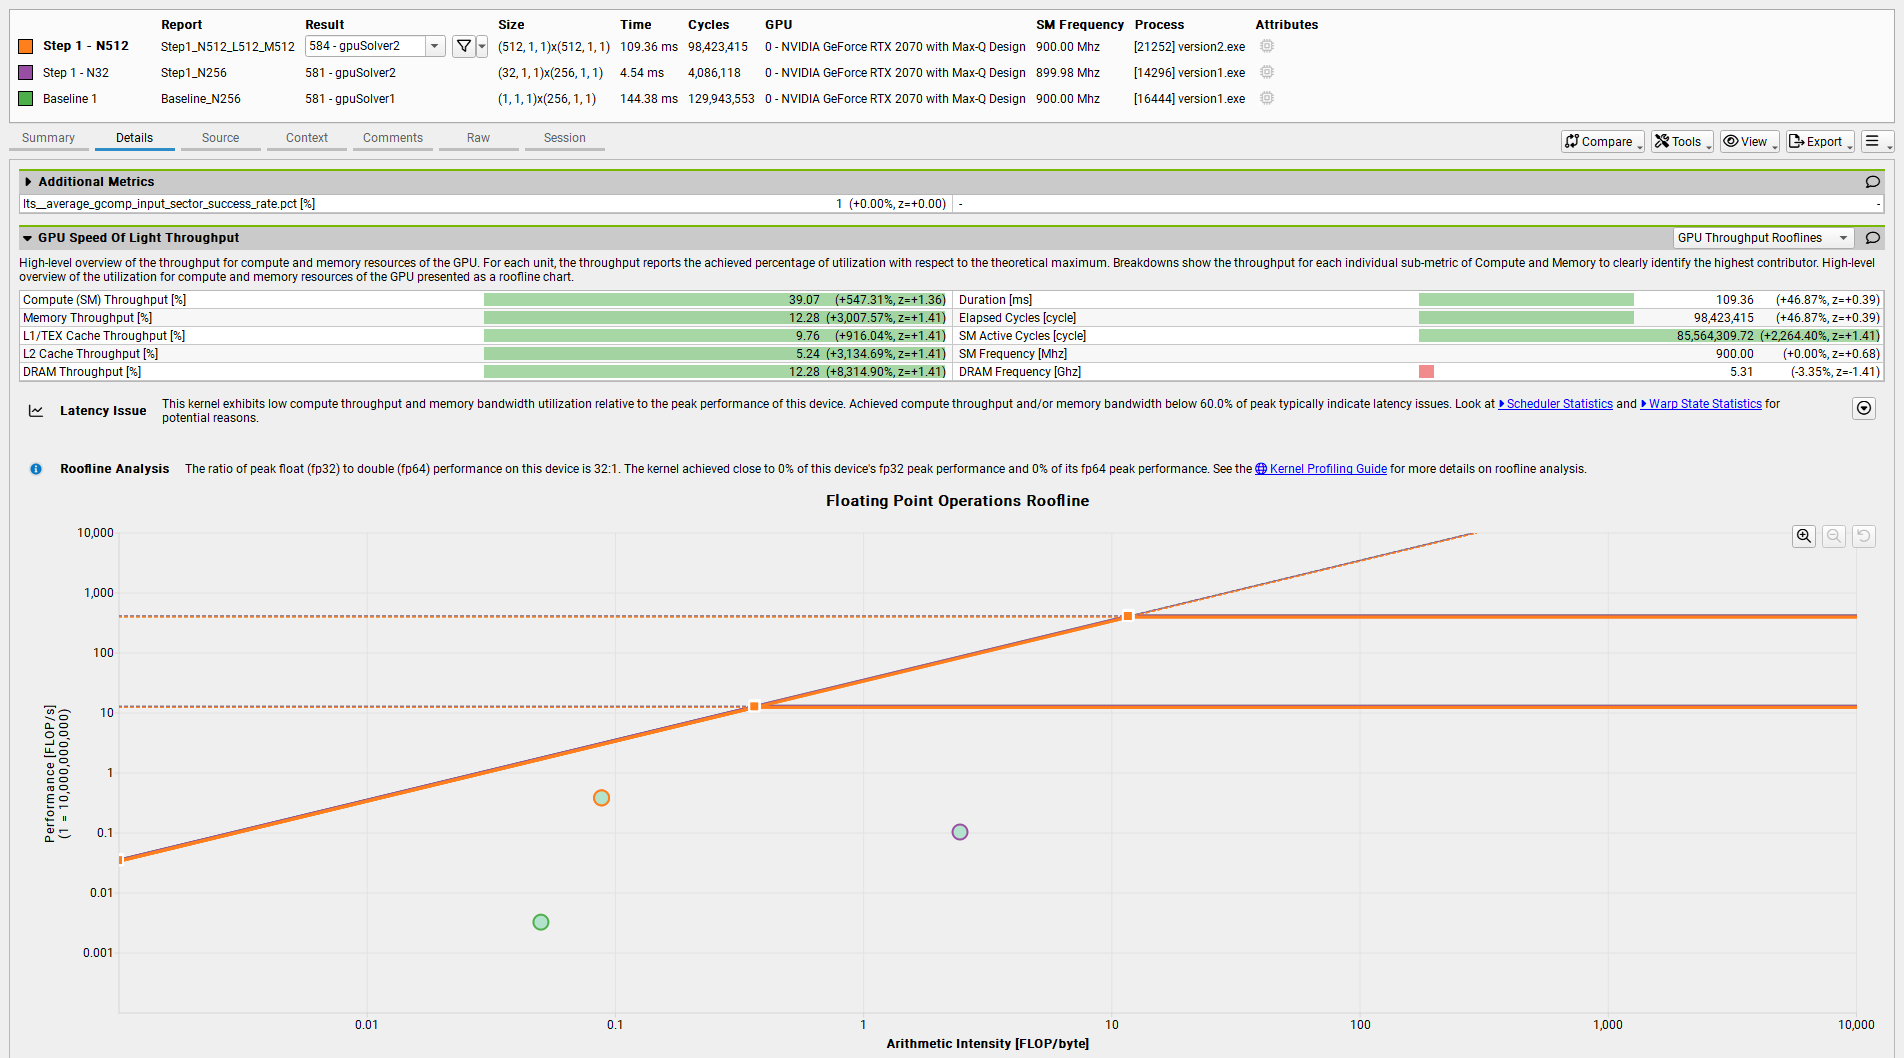 Report Result Size Time Cycles GPU SM Frequency Process Attributes
Step 1 - N512 Step1_N512_L512_M512 584 - gpuSolver2 (512, 1, 1)x(512, 1, 1) 109.36 ms 98,423,415 0 - NVIDIA GeForce RTX 2070 with Max-Q Design 900.00 Mhz [21252] version2.exe
Step 1 - N32 Step1_N256 581 - gpuSolver2 (32, 1, 1)x(256, 1, 1) 4.54 ms 4,086,118 0 - NVIDIA GeForce RTX 2070 with Max-Q Design 899.98 Mhz [14296] version1.exe
Baseline 1 Baseline_N256 581 - gpuSolver1 (1, 1, 1)x(256, 1, 1) 144.38 ms 129,943,553 0 - NVIDIA GeForce RTX 2070 with Max-Q Design 900.00 Mhz [16444] version1.exe
Summary Details Source Context Comments Raw Session Compare Tools View Export
Additional Metrics
lts__average_gcomp_input_sector_success_rate.pct [%] 1 (+0.00%, z=+0.00) - -
GPU Speed Of Light Throughput GPU Throughput Rooflines
High-level overview of the throughput for compute and memory resources of the GPU. For each unit, the throughput reports the achieved percentage of utilization with respect to the theoretical maximum. Breakdowns show the throughput for each individual sub-metric of Compute and Memory to clearly identify the highest contributor. High-level
overview of the utilization for compute and memory resources of the GPU presented as a roofline chart.
Compute (SM) Throughput [%] 39.07 (+547.31%, z=+1.36) Duration [ms] 109.36 (+46.87%, z=+0.39)
Memory Throughput [%] 12.28 (+3,007.57%, z=+1.41) Elapsed Cycles [cycle] 98,423,415 (+46.87%, z=+0.39)
L1/TEX Cache Throughput [%] 9.76 (+916.04%, z=+1.41) SM Active Cycles [cycle] 85,564,309.72 (+2,264.40%, z=+1.41)
L2 Cache Throughput [%] 5.24 (+3,134.69%, z=+1.41) SM Frequency [Mhz] 900.00 (+0.00%, z=+0.68)
DRAM Throughput [%] 12.28 (+8,314.90%, z=+1.41) DRAM Frequency [Ghz] 5.31 (-3.35%, z=-1.41)
Latency Issue This kernel exhibits low compute throughput and memory bandwidth utilization relative to the peak performance of this device. Achieved compute throughput and/or memory bandwidth below 60.0% of peak typically indicate latency issues. Look at Scheduler Statistics and Warp State Statistics for
potential reasons.
Roofline Analysis The ratio of peak float (fp32) to double (fp64) performance on this device is 32:1. The kernel achieved close to 0% of this device's fp32 peak performance and 0% of its fp64 peak performance. See the Kernel Profiling Guide for more details on roofline analysis.
Floating Point Operations Roofline
10,000
1,000
100
10
1
0.1
0.01
0.001
Performance [FLOP/s]
(1 = 10,000,000,000)
0.01 0.1 1 10 100 1,000 10,000
Arithmetic Intensity [FLOP/byte]